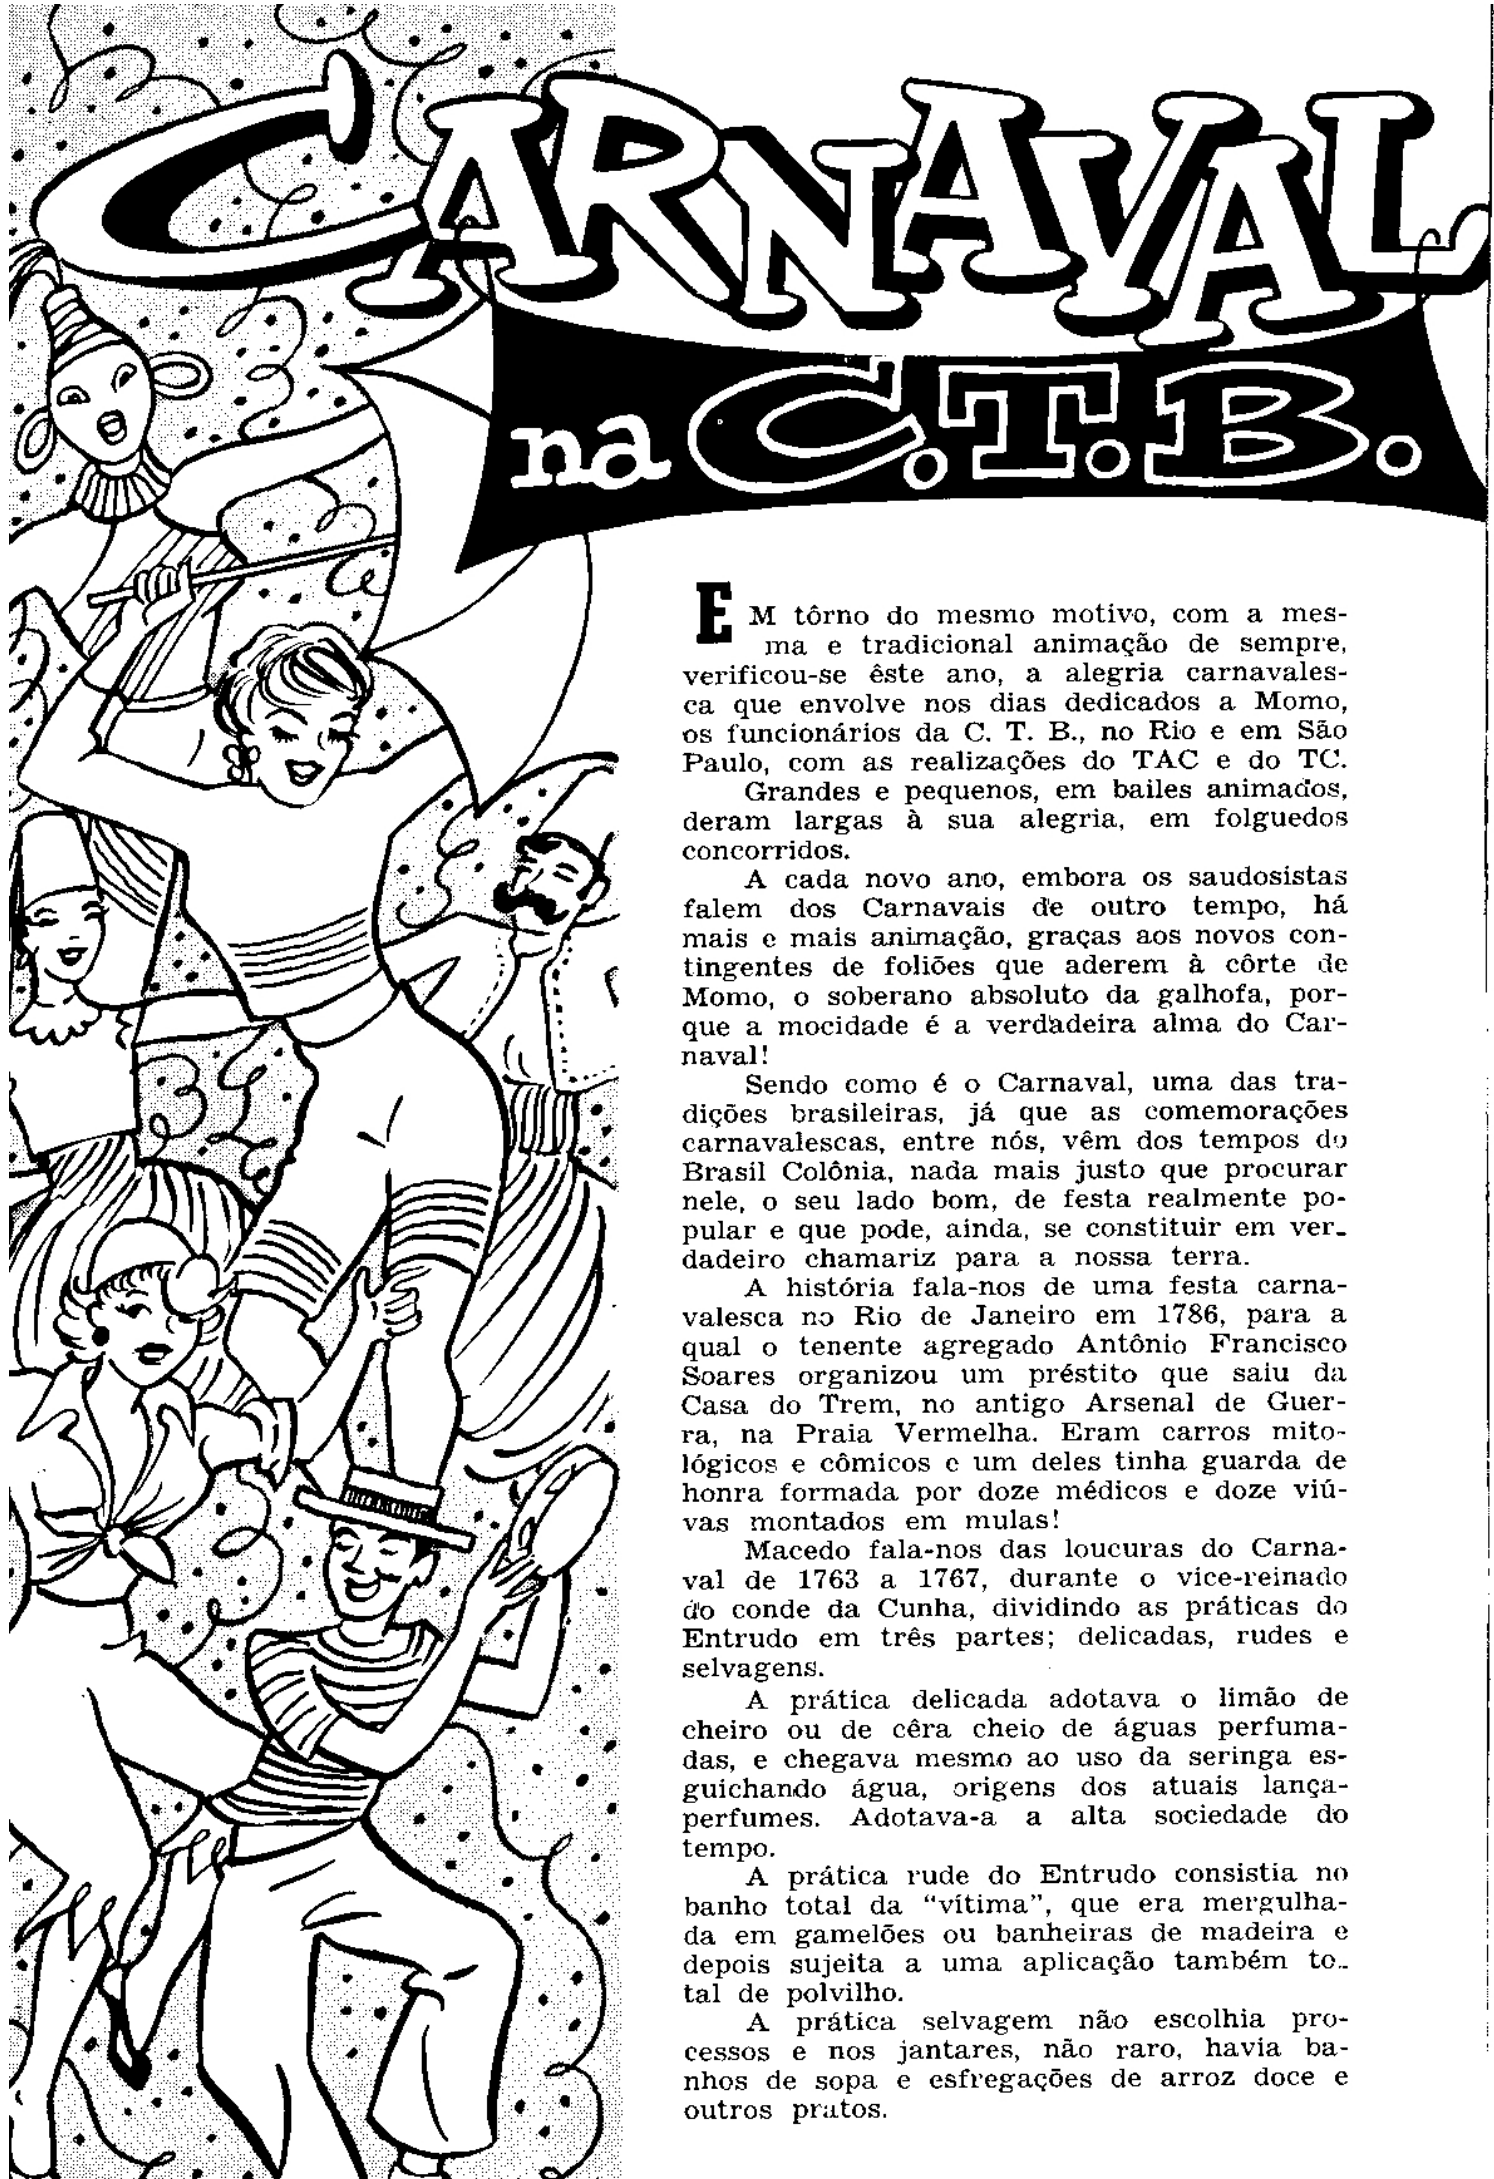 CARNAVAL
na C.T.B.
EM tôrno do mesmo motivo, com a mes-
ma e tradicional animação de sempre,
verificou-se êste ano, a alegria carnavales-
ca que envolve nos dias dedicados a Momo,
os funcionários da C. T. B., no Rio e em São
Paulo, com as realizações do TAC e do TC.
Grandes e pequenos, em bailes animados,
deram largas à sua alegria, em folguedos
concorridos.
A cada novo ano, embora os saudosistas
falem dos Carnavais de outro tempo, há
mais e mais animação, graças aos novos con-
tingentes de foliões que aderem à côrte de
Momo, o soberano absoluto da galhofa, por-
que a mocidade é a verdadeira alma do Car-
naval!
Sendo como é o Carnaval, uma das tra-
dições brasileiras, já que as comemorações
carnavalescas, entre nós, vêm dos tempos do
Brasil Colônia, nada mais justo que procurar
nele, o seu lado bom, de festa realmente po-
pular e que pode, ainda, se constituir em ver-
dadeiro chamariz para a nossa terra.
A história fala-nos de uma festa carna-
valesca no Rio de Janeiro em 1786, para a
qual o tenente agregado Antônio Francisco
Soares organizou um préstito que saiu da
Casa do Trem, no antigo Arsenal de Guer-
ra, na Praia Vermelha. Eram carros mito-
lógicos e cômicos e um deles tinha guarda de
honra formada por doze médicos e doze viú-
vas montados em mulas!
Macedo fala-nos das loucuras do Carna-
val de 1763 a 1767, durante o vice-reinado
do conde da Cunha, dividindo as práticas do
Entrudo em três partes; delicadas, rudes e
selvagens.
A prática delicada adotava o limão de
cheiro ou de cêra cheio de águas perfuma-
das, e chegava mesmo ao uso da seringa es-
guichando água, origens dos atuais lança-
perfumes. Adotava-a a alta sociedade do
tempo.
A prática rude do Entrudo consistia no
banho total da "vítima", que era mergulha-
da em gamelões ou banheiras de madeira e
depois sujeita a uma aplicação também to-
tal de polvilho.
A prática selvagem não escolhia pro-
cessos e nos jantares, não raro, havia ba-
nhos de sopa e esfregações de arroz doce e
outros pratos.